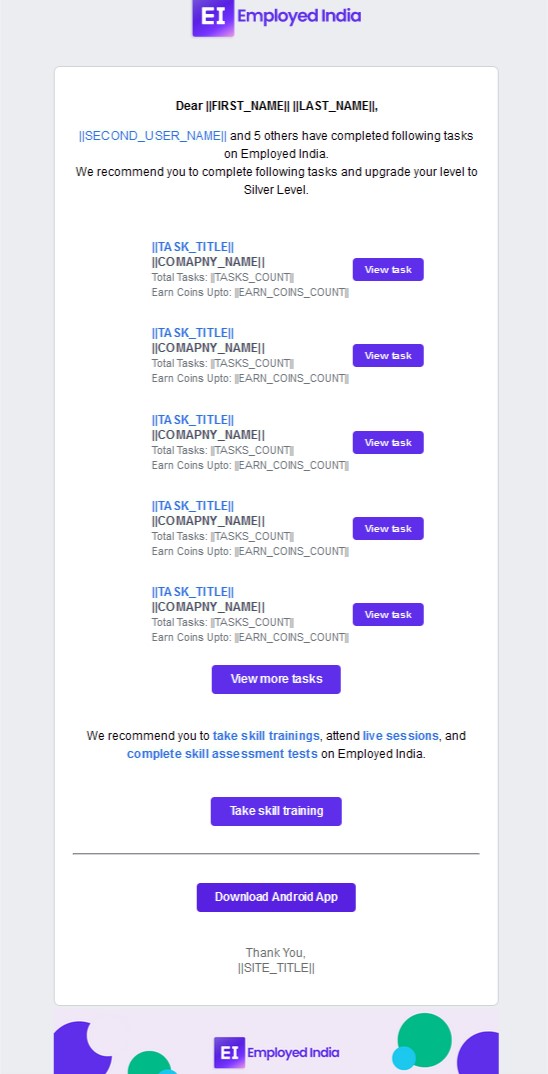 EI Employed India
Dear ||FIRST_NAME|| ||LAST_NAME||,
||SECOND_USER_NAME|| and 5 others have completed following tasks
on Employed India.
We recommend you to complete following tasks and upgrade your level to
Silver Level.
||TASK_TITLE||
||COMAPNY_NAME||
Total Tasks: ||TASKS_COUNT||
Earn Coins Upto: ||EARN_COINS_COUNT||
View task
||TASK_TITLE||
||COMAPNY_NAME||
Total Tasks: ||TASKS_COUNT||
Earn Coins Upto: ||EARN_COINS_COUNT||
View task
||TASK_TITLE||
||COMAPNY_NAME||
Total Tasks: ||TASKS_COUNT||
Earn Coins Upto: ||EARN_COINS_COUNT||
View task
||TASK_TITLE||
||COMAPNY_NAME||
Total Tasks: ||TASKS_COUNT||
Earn Coins Upto: ||EARN_COINS_COUNT||
View task
||TASK_TITLE||
||COMAPNY_NAME||
Total Tasks: ||TASKS_COUNT||
Earn Coins Upto: ||EARN_COINS_COUNT||
View task
View more tasks
We recommend you to take skill trainings, attend live sessions, and
complete skill assessment tests on Employed India.
Take skill training
Download Android App
Thank You,
||SITE_TITLE||
EI Employed India